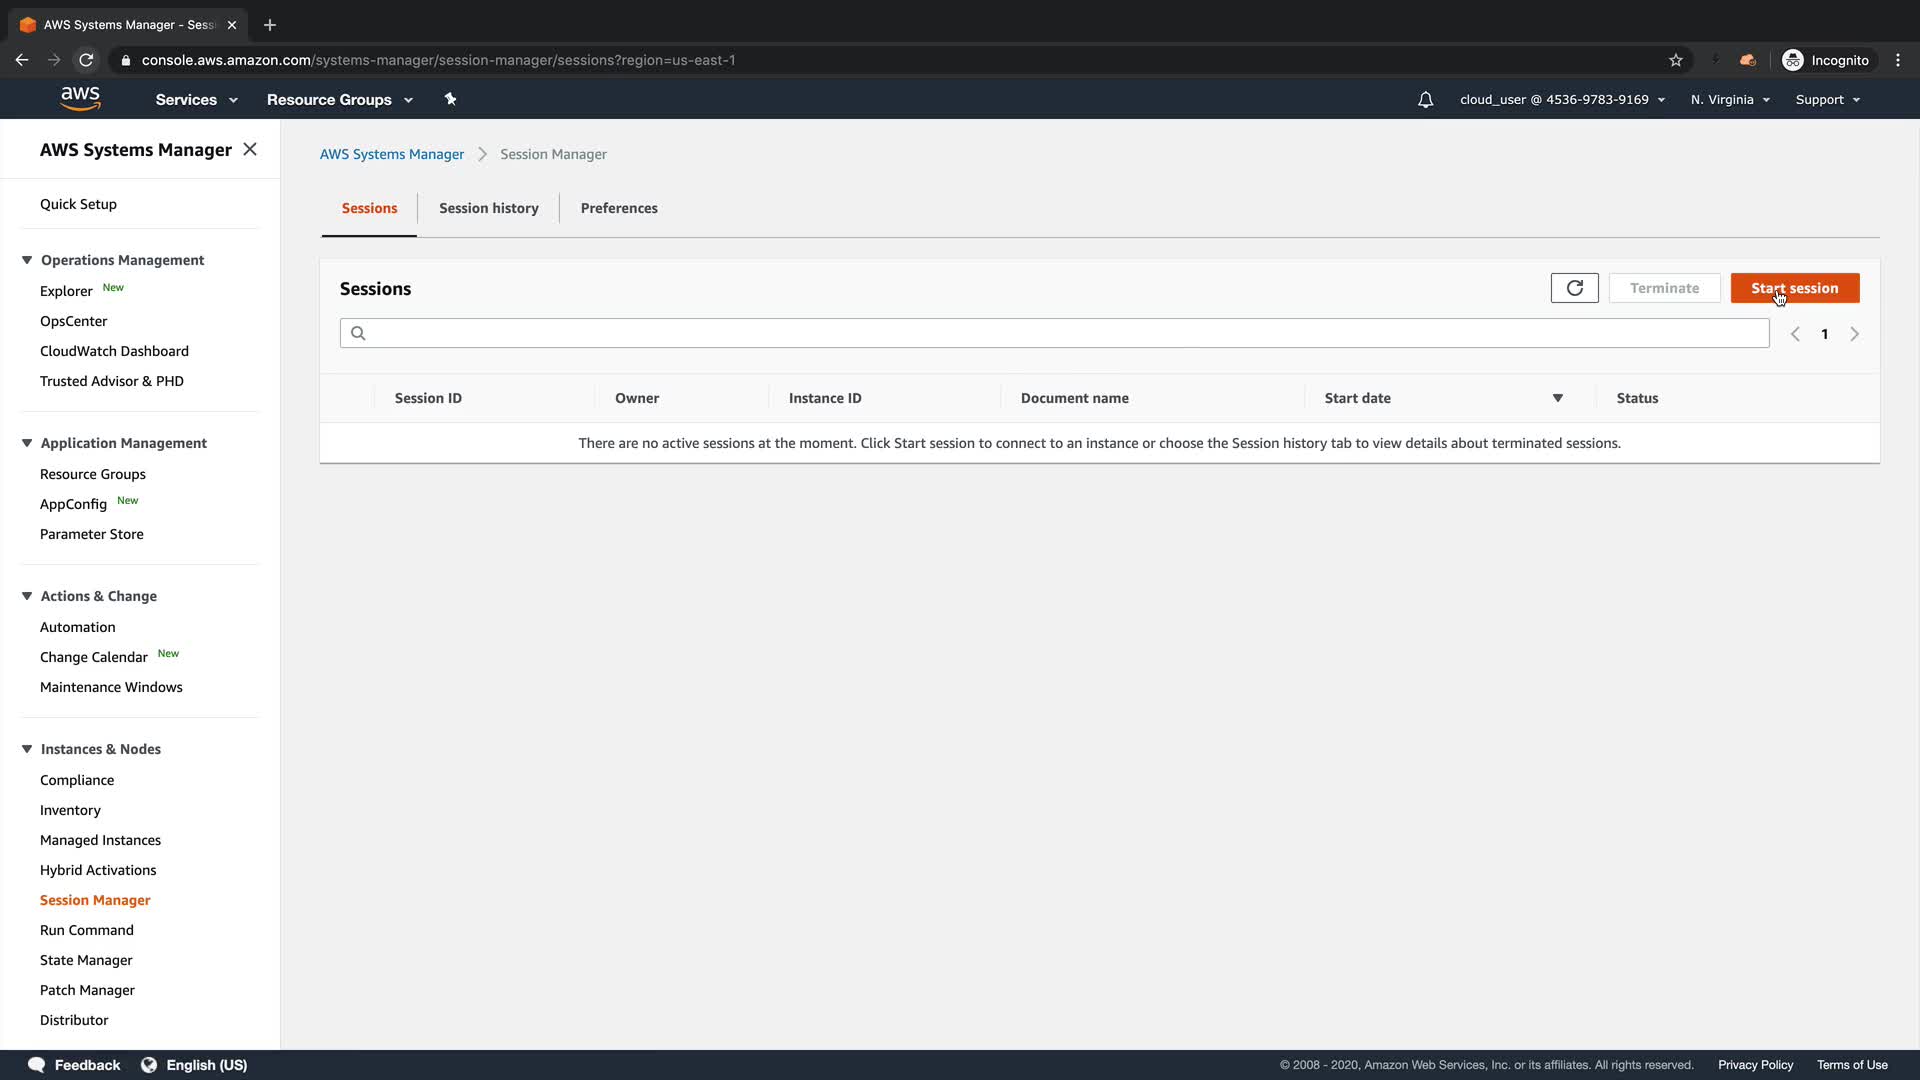 AWS Systems Manager - Sess
console.aws.amazon.com/systems-manager/session-manager/sessions?region=us-east-1
Incognito
aws
Services
Resource Groups
cloud_user @ 4536-9783-9169
N. Virginia
Support
AWS Systems Manager
Quick Setup
Operations Management
Explorer New
OpsCenter
CloudWatch Dashboard
Trusted Advisor & PHD
Application Management
Resource Groups
AppConfig New
Parameter Store
Actions & Change
Automation
Change Calendar New
Maintenance Windows
Instances & Nodes
Compliance
Inventory
Managed Instances
Hybrid Activations
Session Manager
Run Command
State Manager
Patch Manager
Distributor
AWS Systems Manager > Session Manager
Sessions
Session history
Preferences
Sessions
Terminate
Start session
1
Session ID
Owner
Instance ID
Document name
Start date
Status
There are no active sessions at the moment. Click Start session to connect to an instance or choose the Session history tab to view details about terminated sessions.
Feedback
English (US)
© 2008 - 2020, Amazon Web Services, Inc. or its affiliates. All rights reserved.
Privacy Policy
Terms of Use